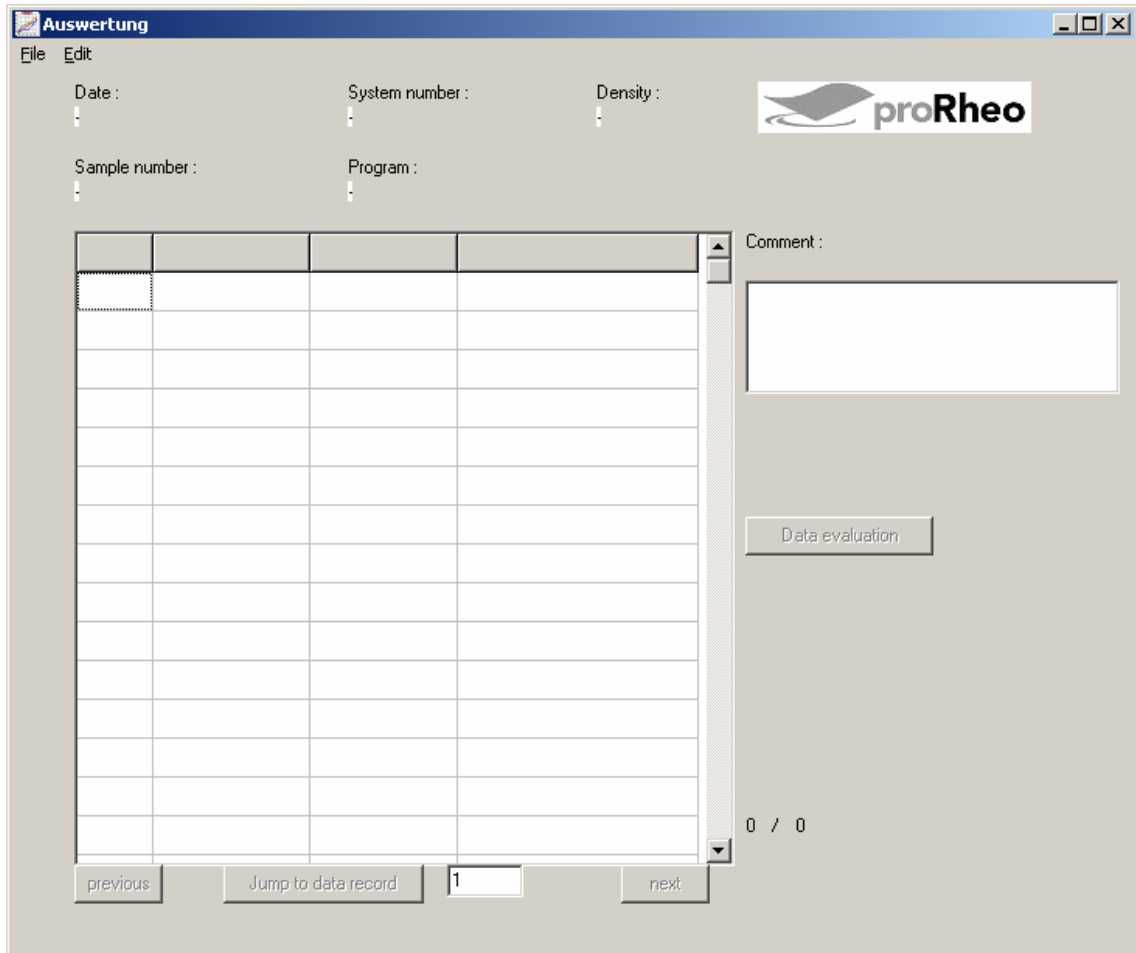 Auswertung
File Edit
Date : System number : Density :
- - -
proRheo
Sample number : Program :
- -
Comment :
Data evaluation
0 / 0
previous Jump to data record 1 next